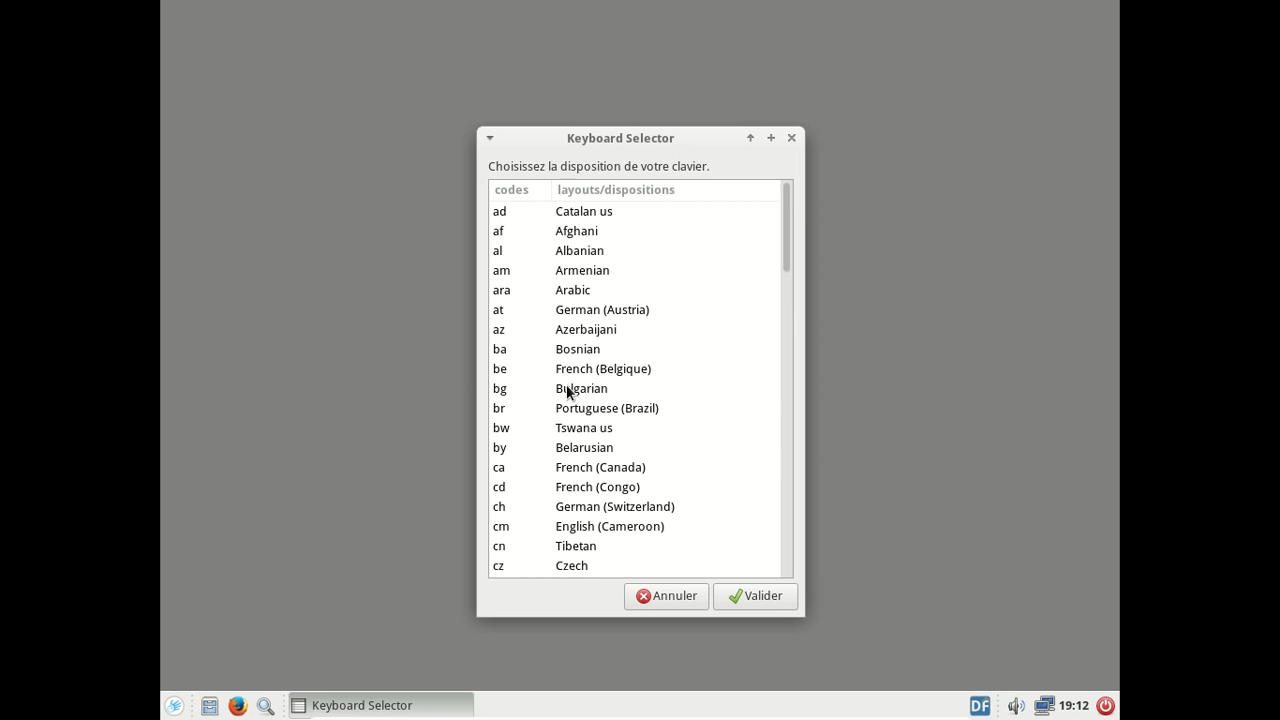 Keyboard Selector
Choisissez la disposition de votre clavier.
codes layouts/dispositions
ad Catalan us
af Afghani
al Albanian
am Armenian
ara Arabic
at German (Austria)
az Azerbaijani
ba Bosnian
be French (Belgique)
bg Bulgarian
br Portuguese (Brazil)
bw Tswana us
by Belarusian
ca French (Canada)
cd French (Congo)
ch German (Switzerland)
cm English (Cameroon)
cn Tibetan
cz Czech
Annuler Valider
Keyboard Selector DF 19:12